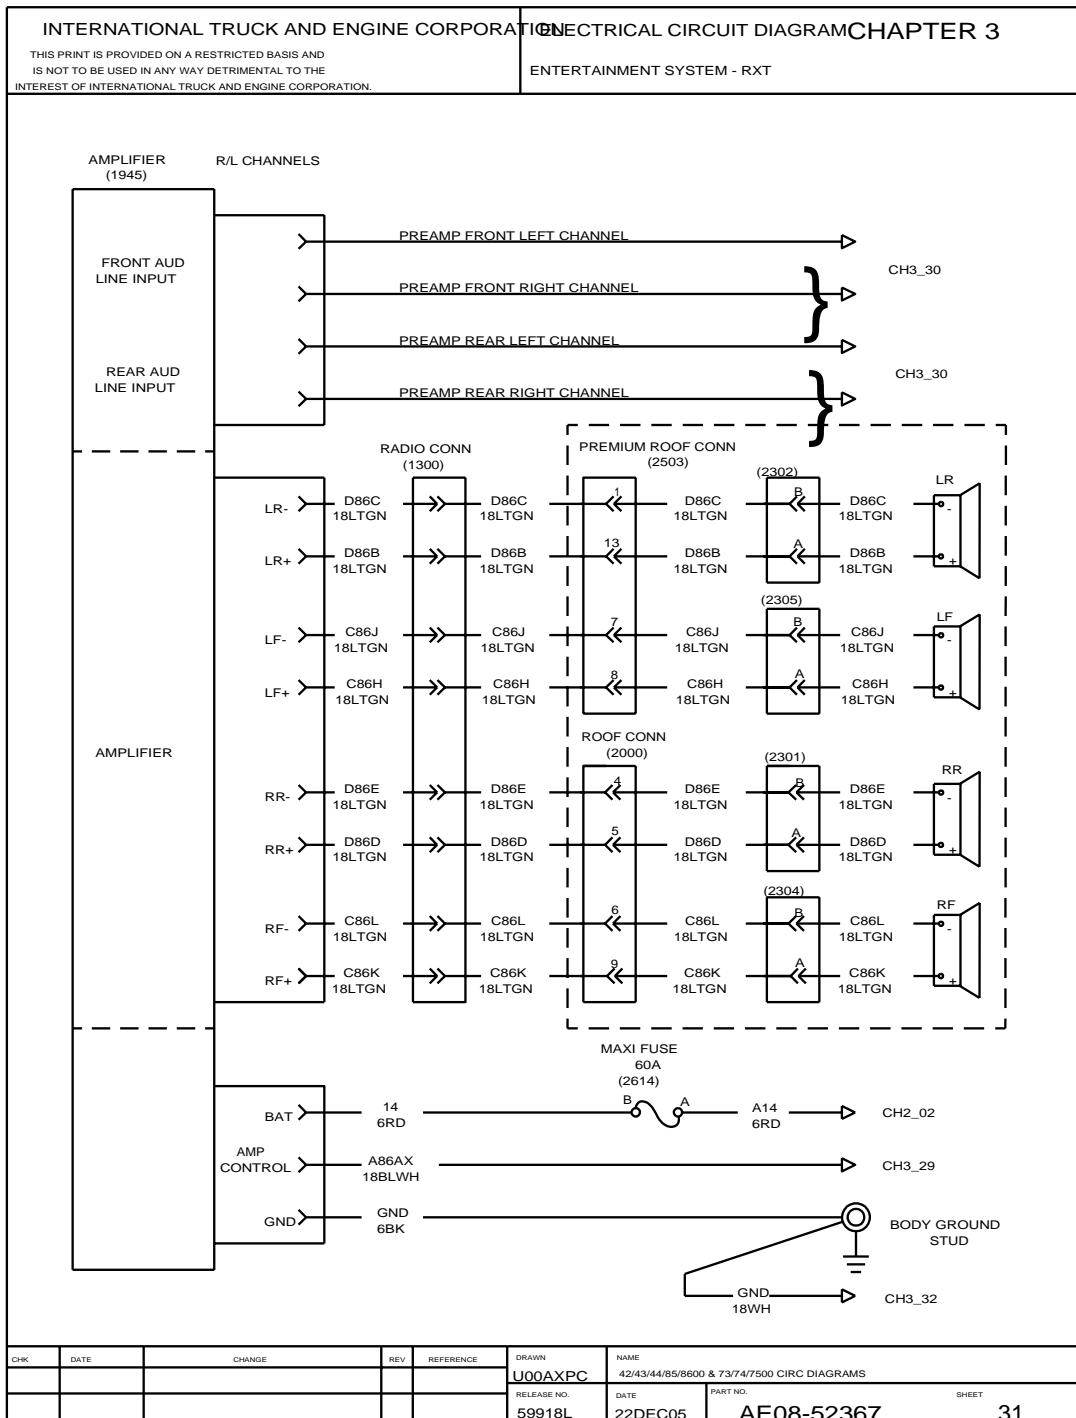 INTERNATIONAL TRUCK AND ENGINE CORPORATION
ELECTRICAL CIRCUIT DIAGRAM CHAPTER 3
THIS PRINT IS PROVIDED ON A RESTRICTED BASIS AND
IS NOT TO BE USED IN ANY WAY DETRIMENTAL TO THE
INTEREST OF INTERNATIONAL TRUCK AND ENGINE CORPORATION.
ENTERTAINMENT SYSTEM - RXT
AMPLIFIER
(1945)
R/L CHANNELS
FRONT AUD
LINE INPUT
PREAMP FRONT LEFT CHANNEL
PREAMP FRONT RIGHT CHANNEL
CH3_30
REAR AUD
LINE INPUT
PREAMP REAR LEFT CHANNEL
PREAMP REAR RIGHT CHANNEL
CH3_30
RADIO CONN
(1300)
PREMIUM ROOF CONN
(2503)
(2302)
LR
LR- D86C D86C 1 D86C B D86C -
18LTGN 18LTGN 18LTGN 18LTGN
LR+ D86B D86B 13 D86B A D86B +
18LTGN 18LTGN 18LTGN 18LTGN
(2305)
LF
LF- C86J C86J 7 C86J B C86J -
18LTGN 18LTGN 18LTGN 18LTGN
LF+ C86H C86H 8 C86H A C86H +
18LTGN 18LTGN 18LTGN 18LTGN
AMPLIFIER
ROOF CONN
(2000)
(2301)
RR
RR- D86E D86E 4 D86E B D86E -
18LTGN 18LTGN 18LTGN 18LTGN
RR+ D86D D86D 5 D86D A D86D +
18LTGN 18LTGN 18LTGN 18LTGN
(2304)
RF
RF- C86L C86L 6 C86L B C86L -
18LTGN 18LTGN 18LTGN 18LTGN
RF+ C86K C86K 9 C86K A C86K +
18LTGN 18LTGN 18LTGN 18LTGN
MAXI FUSE
60A
(2614)
BAT 14 B A A14 CH2_02
6RD 6RD
AMP
CONTROL A86AX CH3_29
18BLWH
GND GND
6BK
BODY GROUND
STUD
GND CH3_32
18WH
CHK DATE CHANGE REV REFERENCE
DRAWN
U00AXPC
NAME
42/43/44/85/8600 & 73/74/7500 CIRC DIAGRAMS
RELEASE NO.
59918L
DATE
22DEC05
PART NO.
AE08-52367
SHEET
31